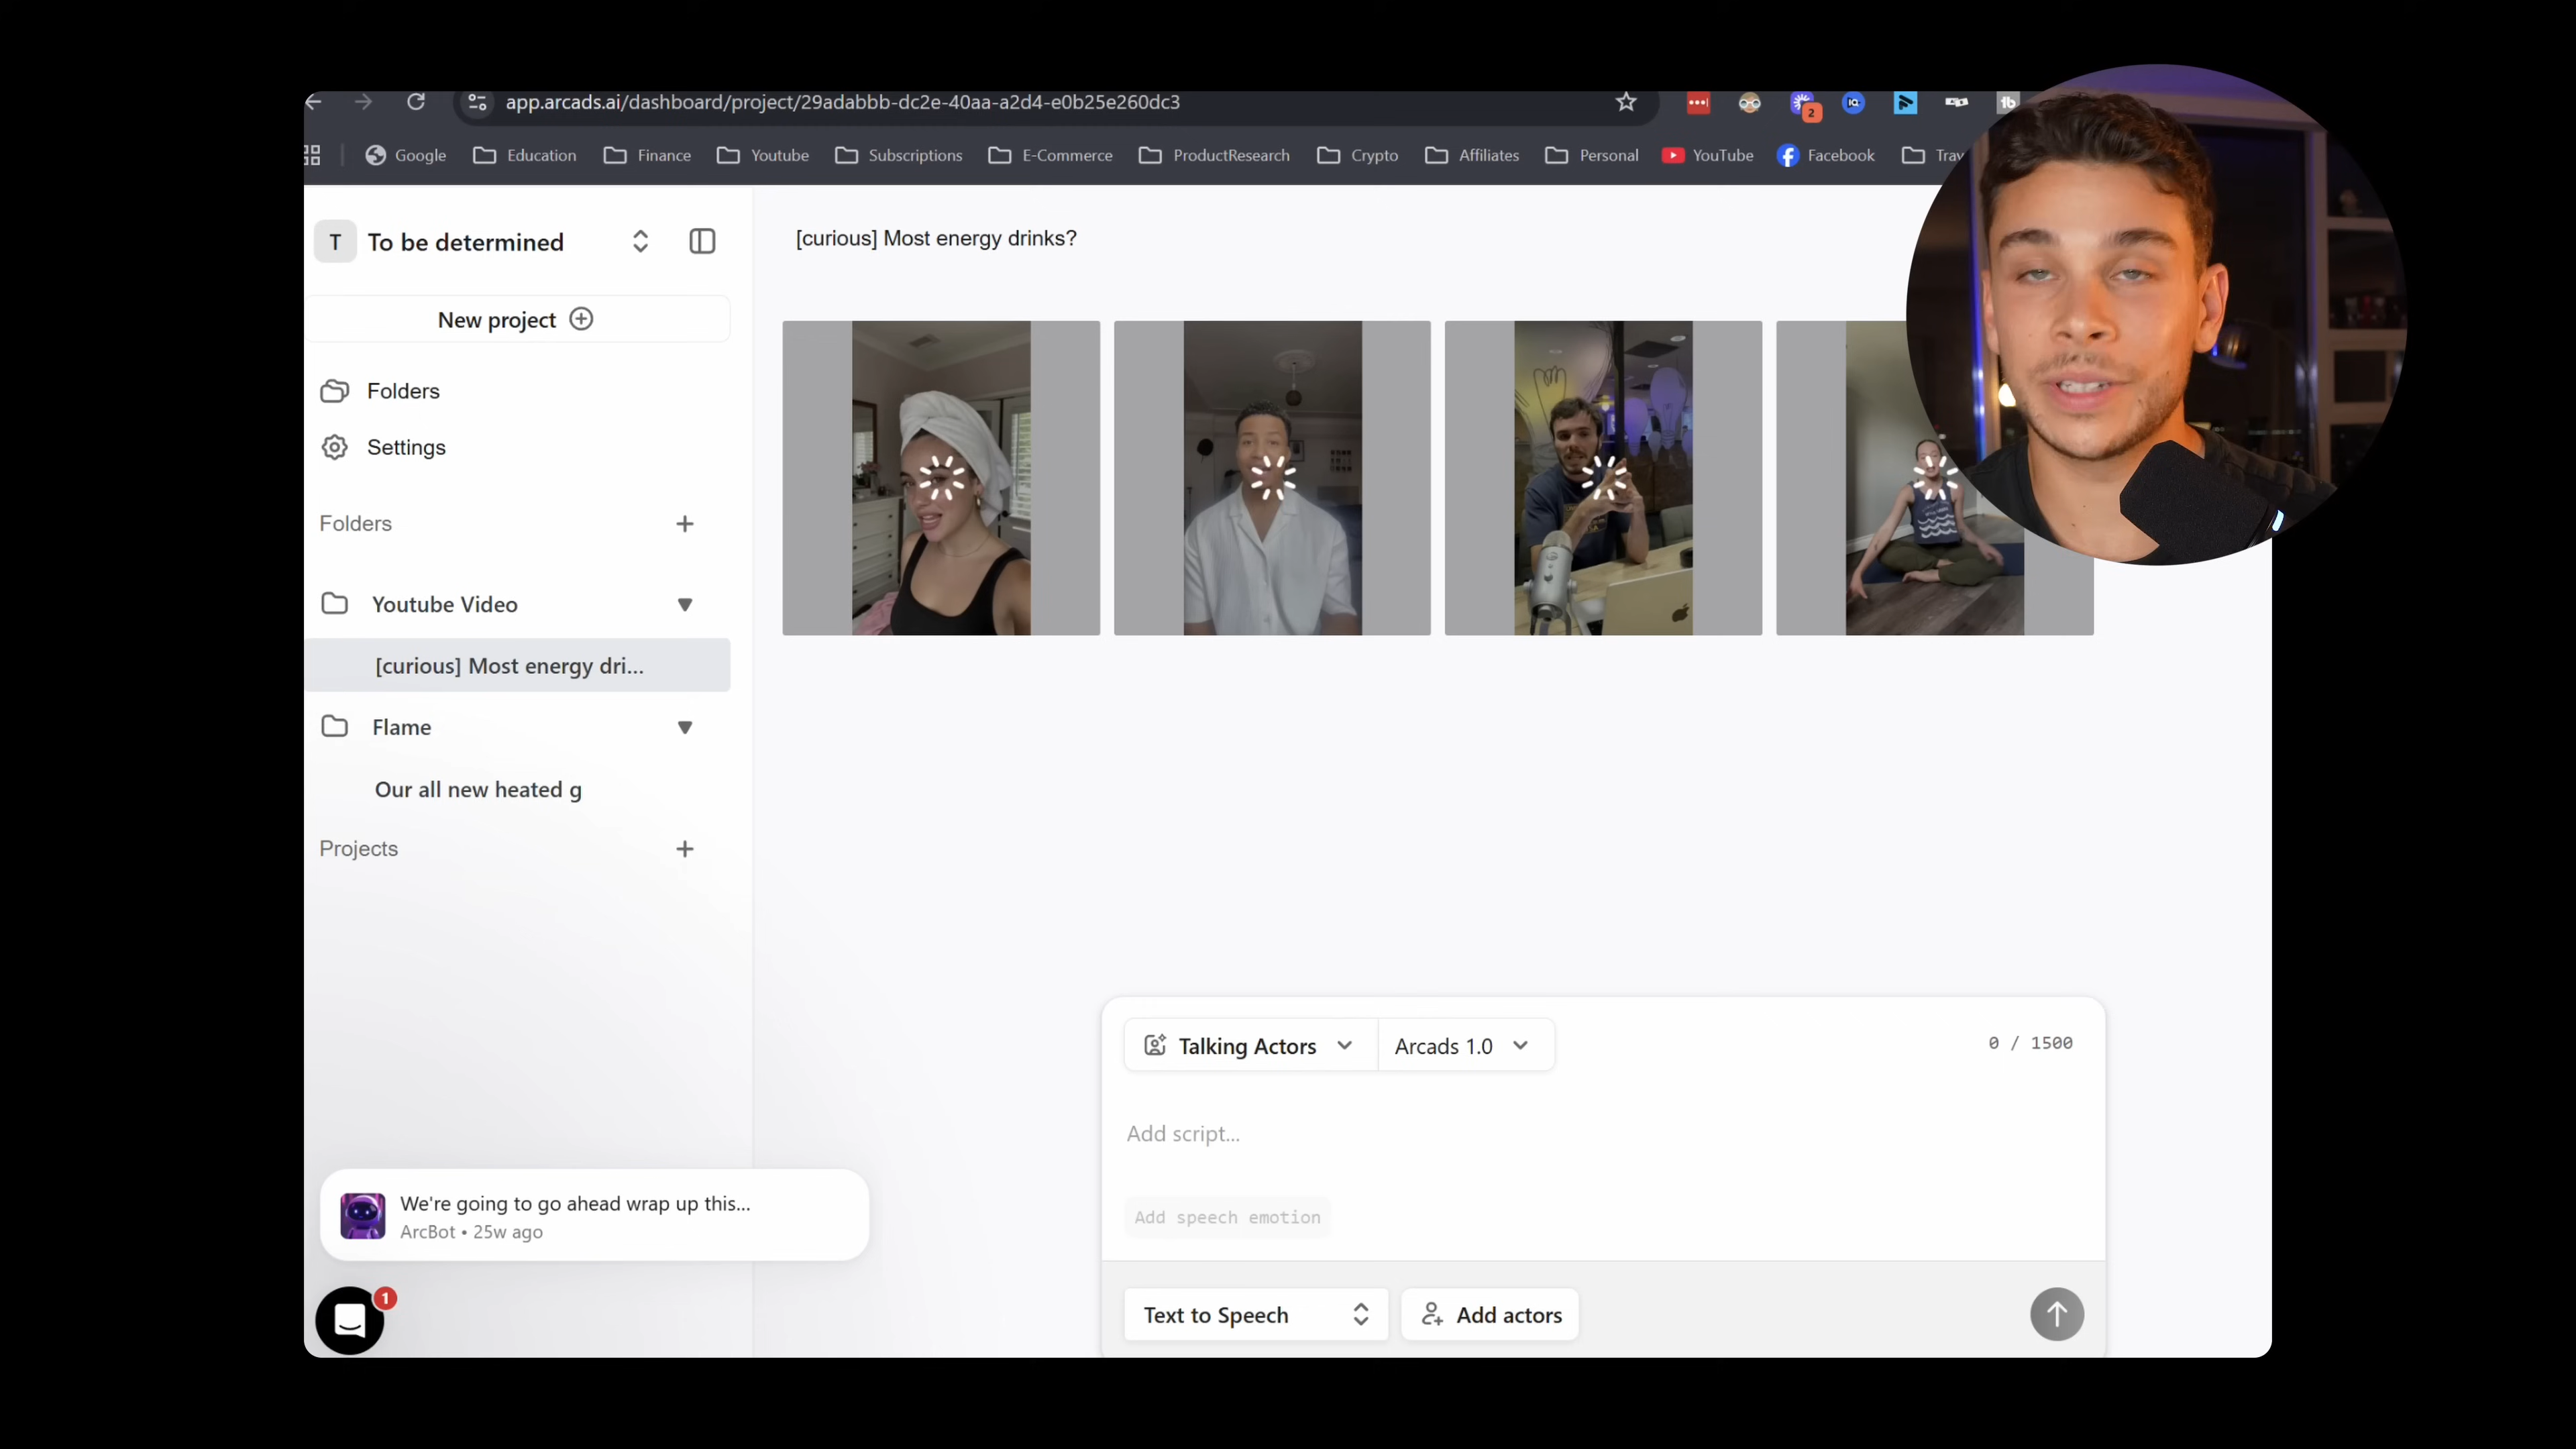 app.arcads.ai/dashboard/project/29adabbb-dc2e-40aa-a2d4-e0b25e260dc3
2
IQ
tb
Google Education Finance Youtube Subscriptions E-Commerce ProductResearch Crypto Affiliates Personal YouTube Facebook Trav
T To be determined
New project
Folders
Settings
Folders
Youtube Video
[curious] Most energy dri...
Flame
Our all new heated g
Projects
We're going to go ahead wrap up this...
ArcBot • 25w ago
1
[curious] Most energy drinks?
Talking Actors Arcads 1.0 0 / 1500
Add script...
Add speech emotion
Text to Speech Add actors